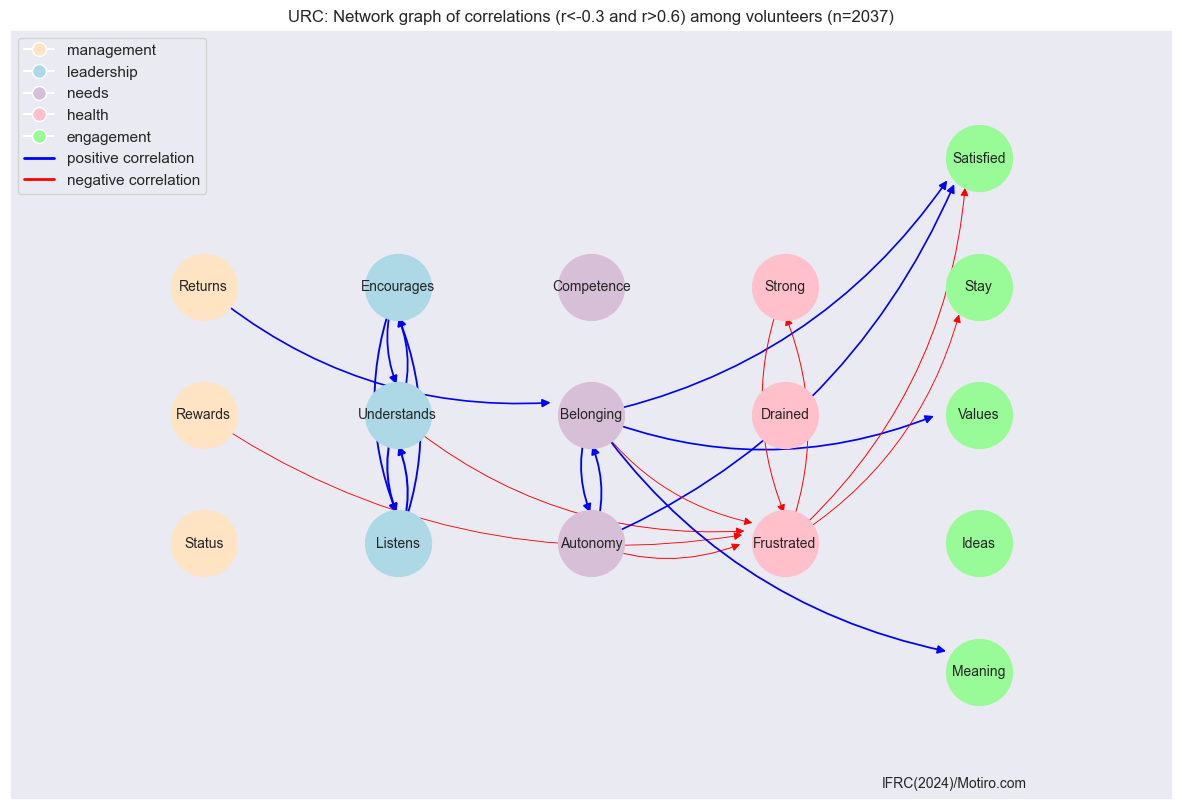 URC: Network graph of correlations (r<-0.3 and r>0.6) among volunteers (n=2037)
management
leadership
needs
health
engagement
positive correlation
negative correlation
Satisfied
Returns
Encourages
Competence
Strong
Stay
Rewards
Understands
Belonging
Drained
Values
Status
Listens
Autonomy
Frustrated
Ideas
Meaning
IFRC(2024)/Motiro.com